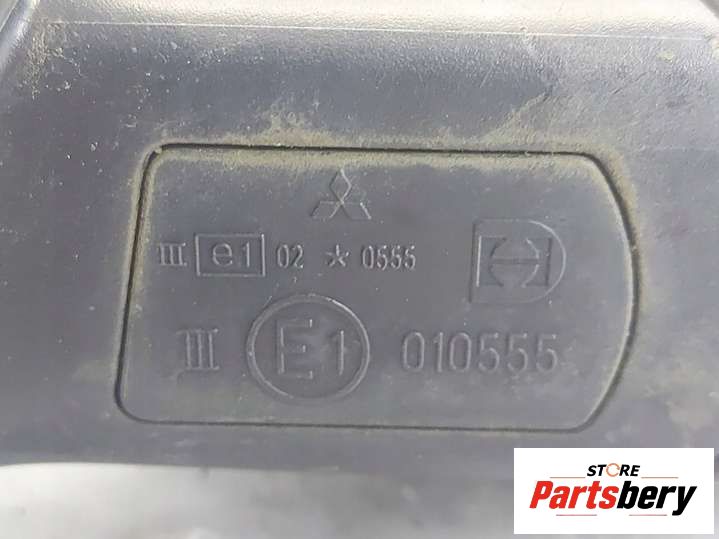 III e1 02 * 0555
III E1 010555
STORE
Partsbery